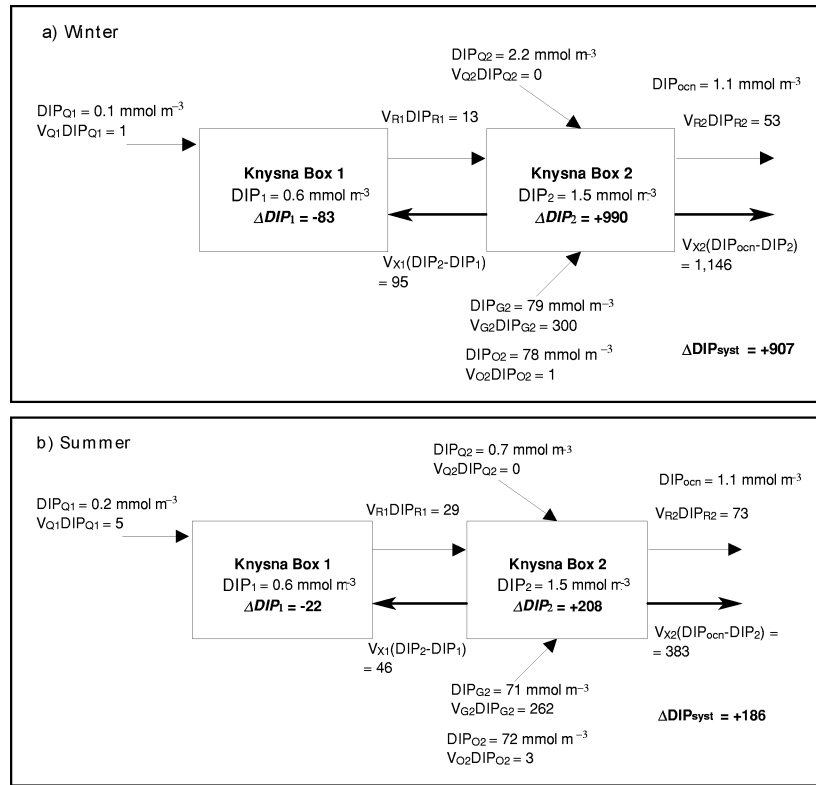 a) Winter
DIPQ2 = 2.2 mmol m-3
VQ2DIPQ2 = 0
DIPocn = 1.1 mmol m-3
DIPQ1 = 0.1 mmol m-3
VQ1DIPQ1 = 1
VR1DIPR1 = 13
VR2DIPR2 = 53
Knysna Box 1
DIP1 = 0.6 mmol m-3
ΔDIP1 = -83
Knysna Box 2
DIP2 = 1.5 mmol m-3
ΔDIP2 = +990
VX1(DIP2-DIP1)
= 95
VX2(DIPocn-DIP2)
= 1,146
DIPG2 = 79 mmol m-3
VG2DIPG2 = 300
DIPO2 = 78 mmol m-3
VO2DIPO2 = 1
ΔDIPsyst = +907
b) Summer
DIPQ2 = 0.7 mmol m-3
VQ2DIPQ2 = 0
DIPocn = 1.1 mmol m-3
DIPQ1 = 0.2 mmol m-3
VQ1DIPQ1 = 5
VR1DIPR1 = 29
VR2DIPR2 = 73
Knysna Box 1
DIP1 = 0.6 mmol m-3
ΔDIP1 = -22
Knysna Box 2
DIP2 = 1.5 mmol m-3
ΔDIP2 = +208
VX1(DIP2-DIP1)
= 46
VX2(DIPocn-DIP2) =
= 383
DIPG2 = 71 mmol m-3
VG2DIPG2 = 262
DIPO2 = 72 mmol m-3
VO2DIPO2 = 3
ΔDIPsyst = +186